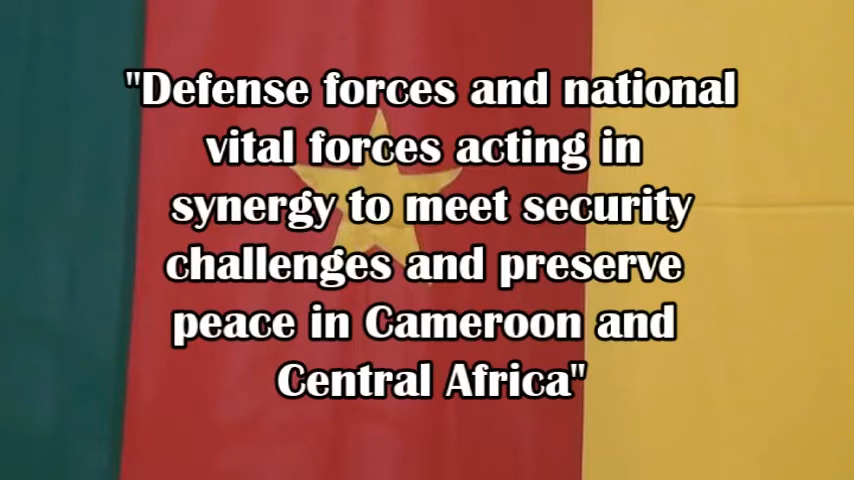 "Defense forces and national
vital forces acting in
synergy to meet security
challenges and preserve
peace in Cameroon and
Central Africa"